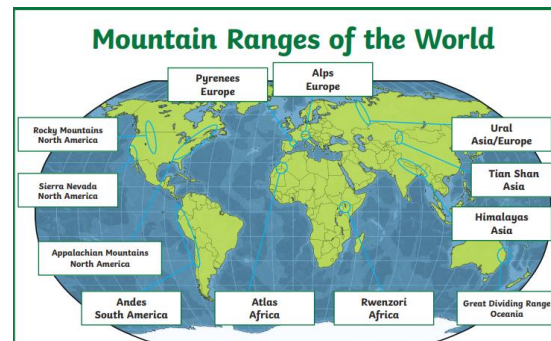 Mountain Ranges of the World
Pyrenees
Europe
Alps
Europe
Rocky Mountains
North America
Ural
Asia/Europe
Sierra Nevada
North America
Tian Shan
Asia
Himalayas
Asia
Appalachian Mountains
North America
Andes
South America
Atlas
Africa
Rwenzori
Africa
Great Dividing Range
Oceania